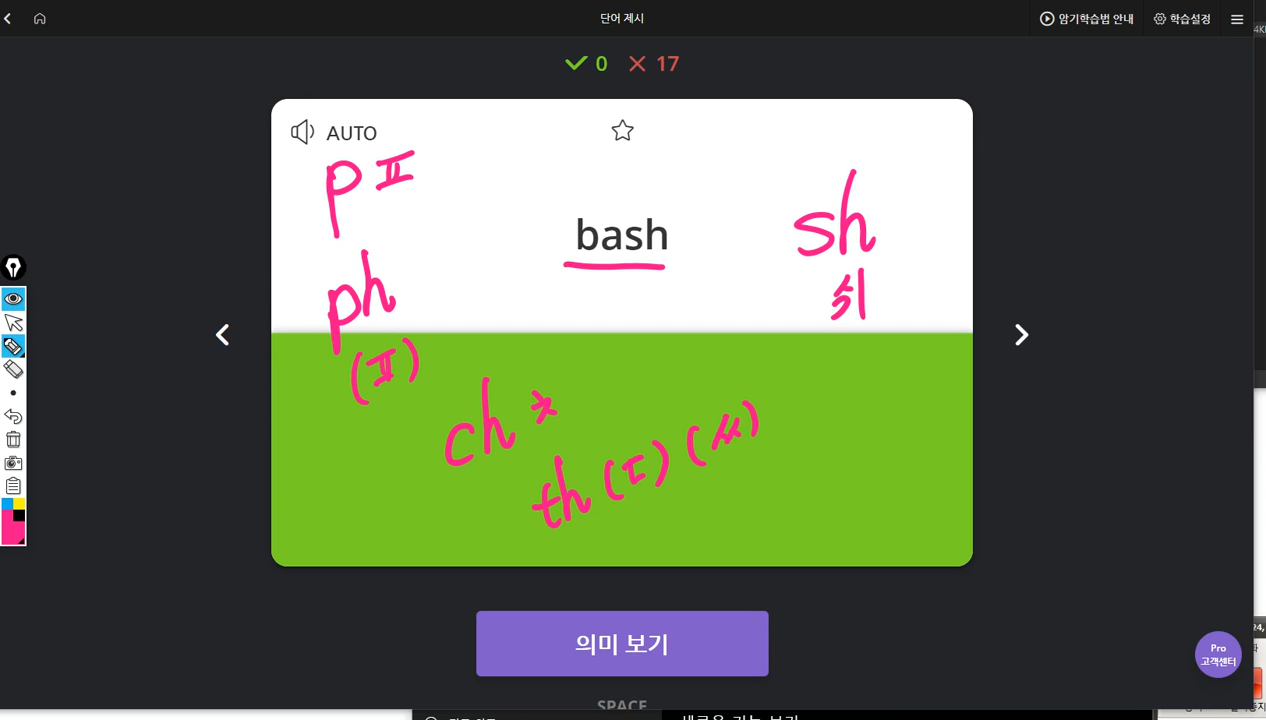 단어 제시
암기학습법 안내
학습설정
0
17
AUTO
p ㅍ
bash
sh
쉬
ph
(ㅍ)
ch ㅊ
th (ㄷ) (ㅆ)
의미 보기
SPACE
Pro
고객센터